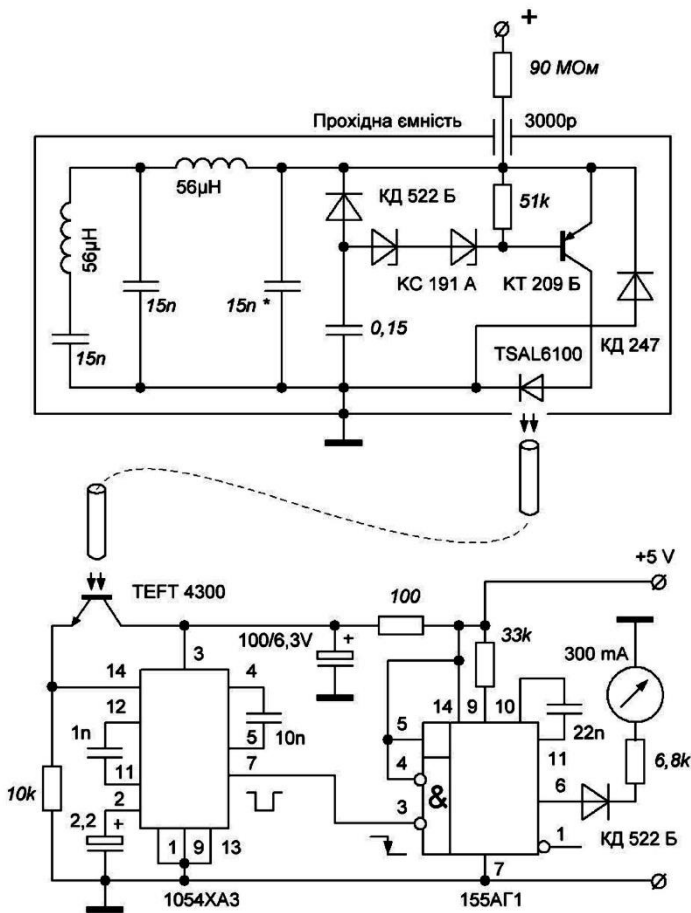 +
90 МОм
Прохідна ємність
3000р
56µH
КД 522 Б
51k
56µH
15n
15n *
КС 191 А
КТ 209 Б
15n
0,15
TSAL6100
КД 247
TEFT 4300
+5 V
100
100/6,3V
+
33k
300 mA
3
14
4
12
1n
5
10n
7
11
10k
2
2,2
+
1
9
13
1054ХА3
14
9
10
5
4
&
3
22n
11
6
6,8k
1
КД 522 Б
7
155АГ1